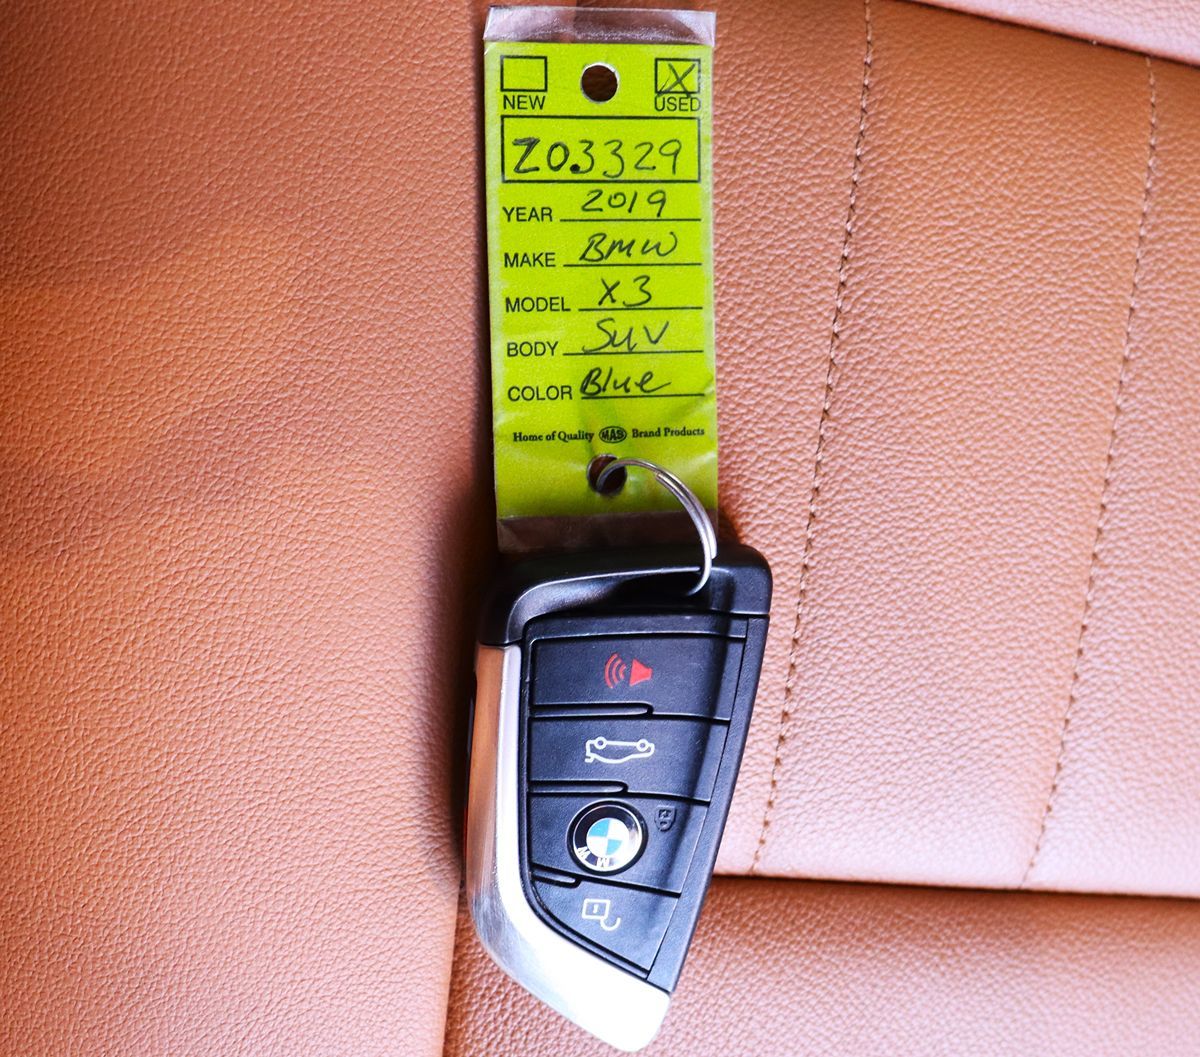 X
NEW USED
Z03329
YEAR 2019
MAKE BMW
MODEL X3
BODY SUV
COLOR Blue
Home of Quality MAS Brand Products
BMW